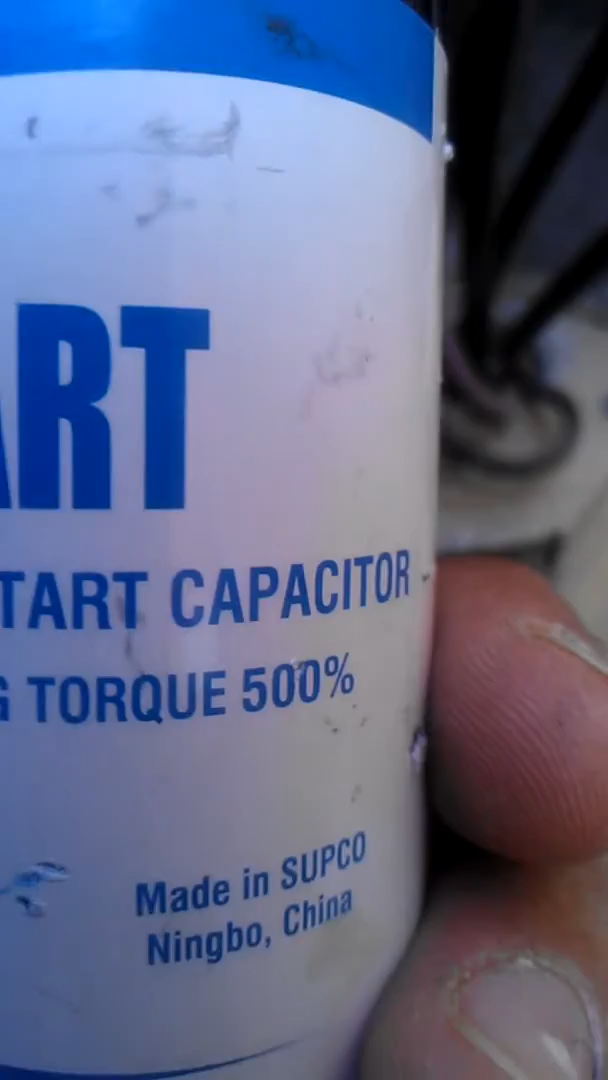 ART
TART CAPACITOR
G TORQUE 500%
Made in SUPCO
Ningbo, China